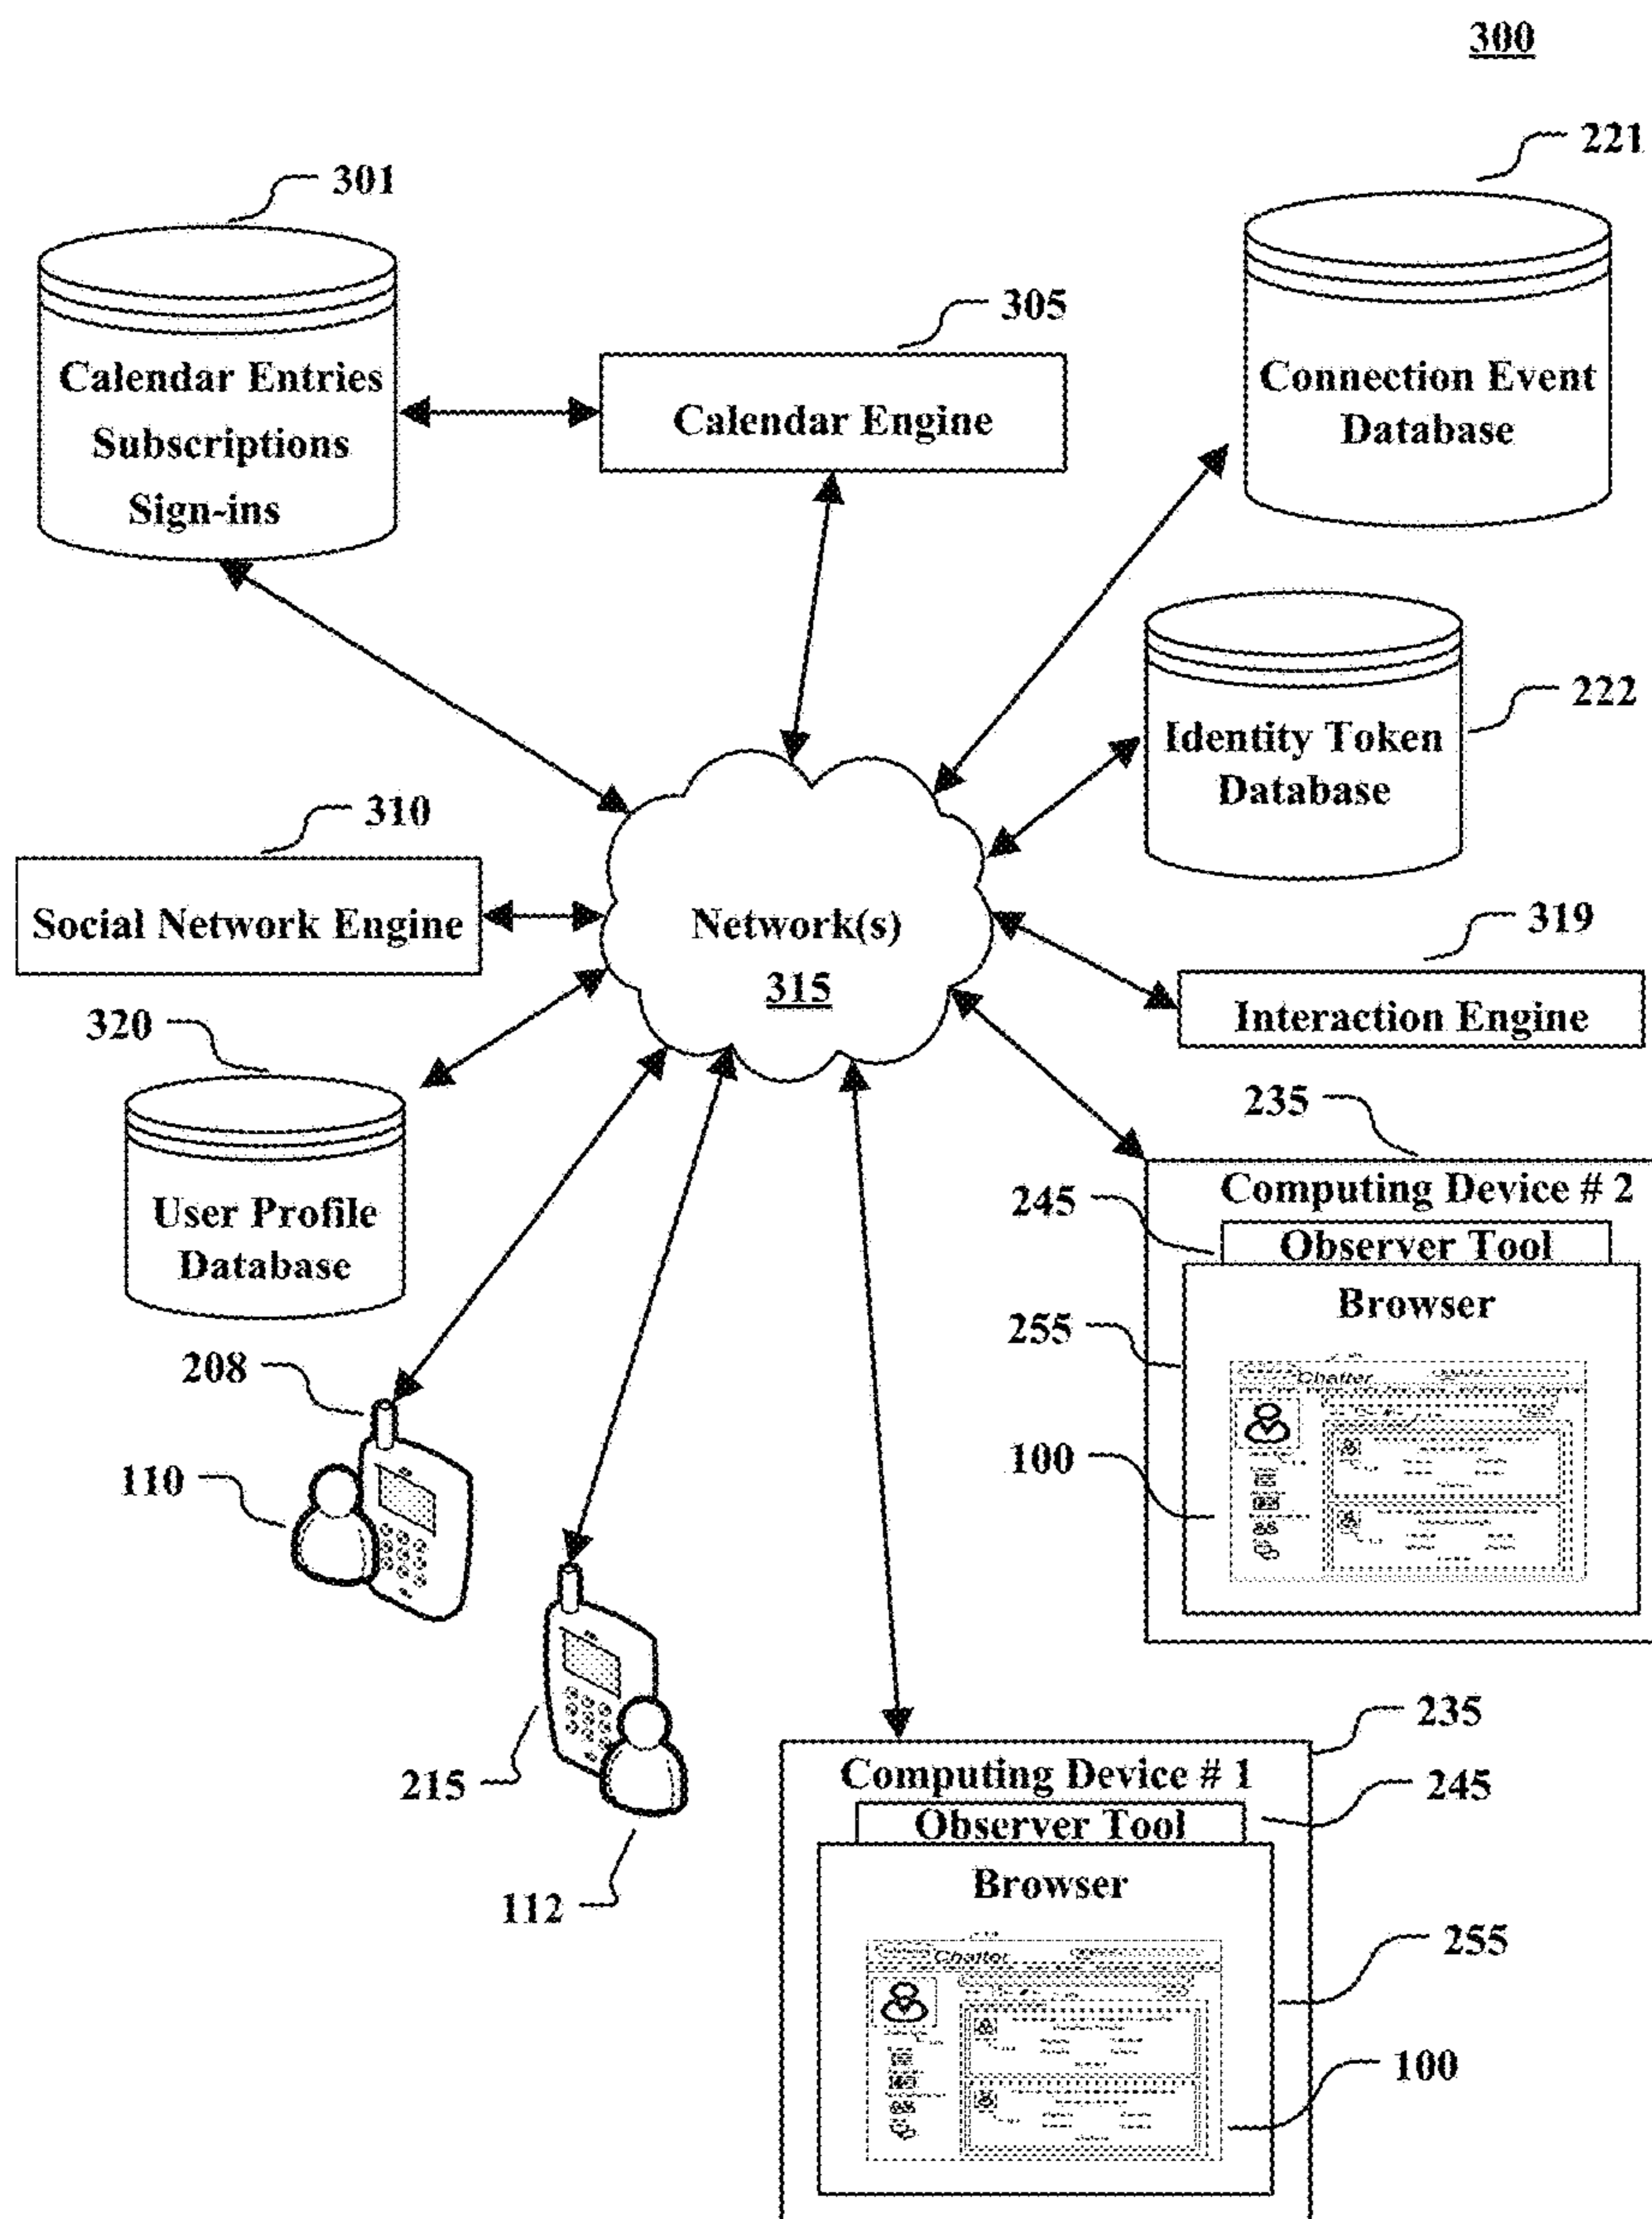 300
221
301
305
Calendar Entries
Subscriptions
Sign-ins
Calendar Engine
Connection Event
Database
222
Identity Token
Database
310
Social Network Engine
Network(s)
315
319
Interaction Engine
320
User Profile
Database
235
Computing Device # 2
245
Observer Tool
Browser
255
Chatter
100
208
110
215
112
235
Computing Device # 1
245
Observer Tool
Browser
255
Chatter
100